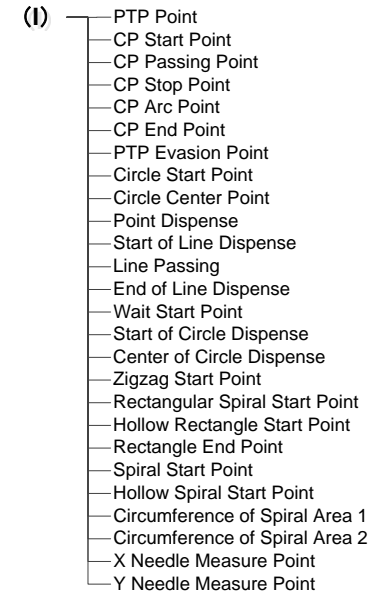 (I) PTP Point
CP Start Point
CP Passing Point
CP Stop Point
CP Arc Point
CP End Point
PTP Evasion Point
Circle Start Point
Circle Center Point
Point Dispense
Start of Line Dispense
Line Passing
End of Line Dispense
Wait Start Point
Start of Circle Dispense
Center of Circle Dispense
Zigzag Start Point
Rectangular Spiral Start Point
Hollow Rectangle Start Point
Rectangle End Point
Spiral Start Point
Hollow Spiral Start Point
Circumference of Spiral Area 1
Circumference of Spiral Area 2
X Needle Measure Point
Y Needle Measure Point